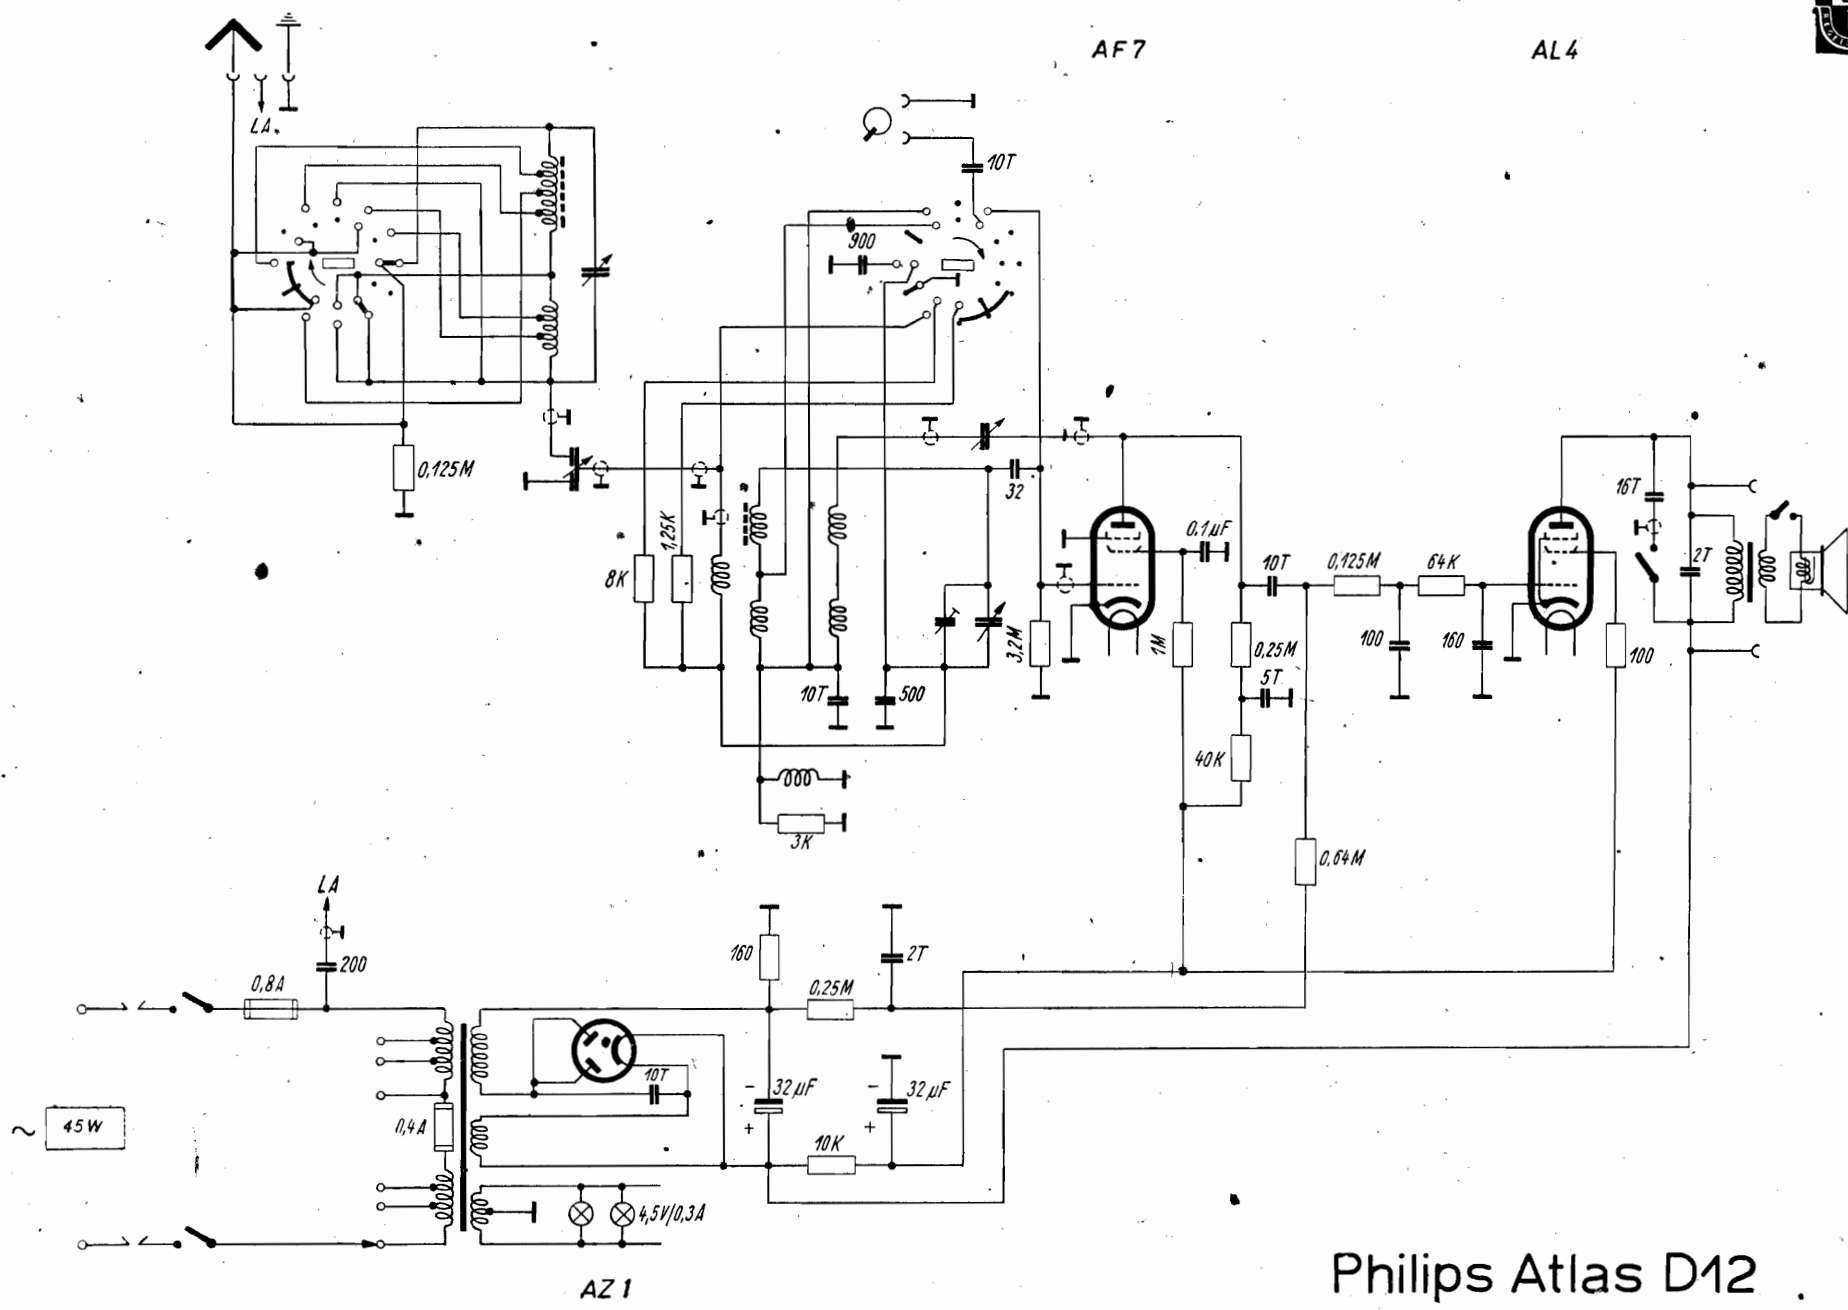 AF7
AL4
LA
10T
900
0,125M
32
16T
1,25K
8K
0,1µF
10T
0,125M
64K
2T
3,2M
1M
0,25M
100
160
100
5T
10T
500
40K
3K
0,64M
LA
200
160
2T
0,8A
0,25M
10T
32µF
32µF
0,4A
45W
10K
4,5V/0,3A
AZ1
Philips Atlas D12